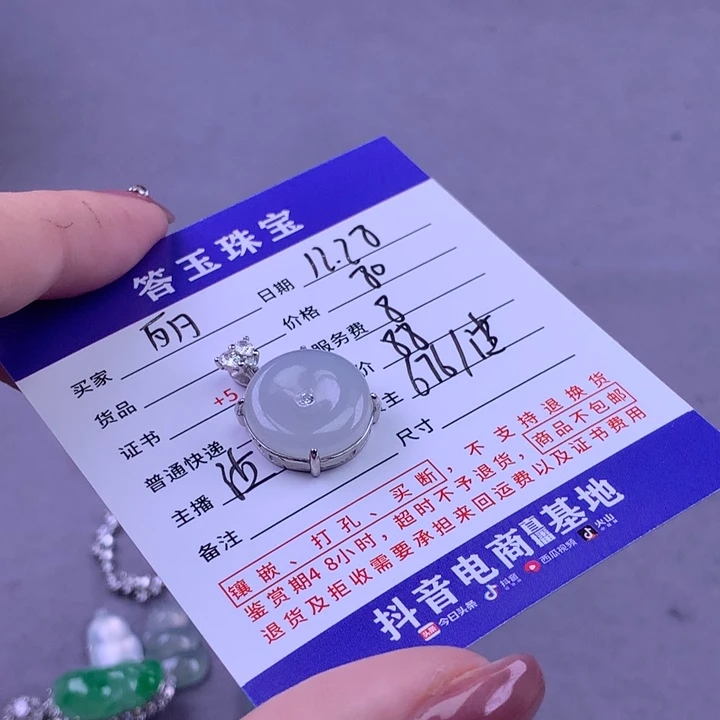 答玉珠宝
日期 12.28
买家
价格 80
货品
服务费 8
证书 +5
价 88
普通快递
主 676/
主播
尺寸
备注
镶嵌、打孔、买断，不支持退换货
鉴赏期48小时，超时不予退货，商品不包邮
退货及拒收需要承担来回运费以及证书费用
抖音电商直播基地
今日头条 抖音 西瓜视频 火山